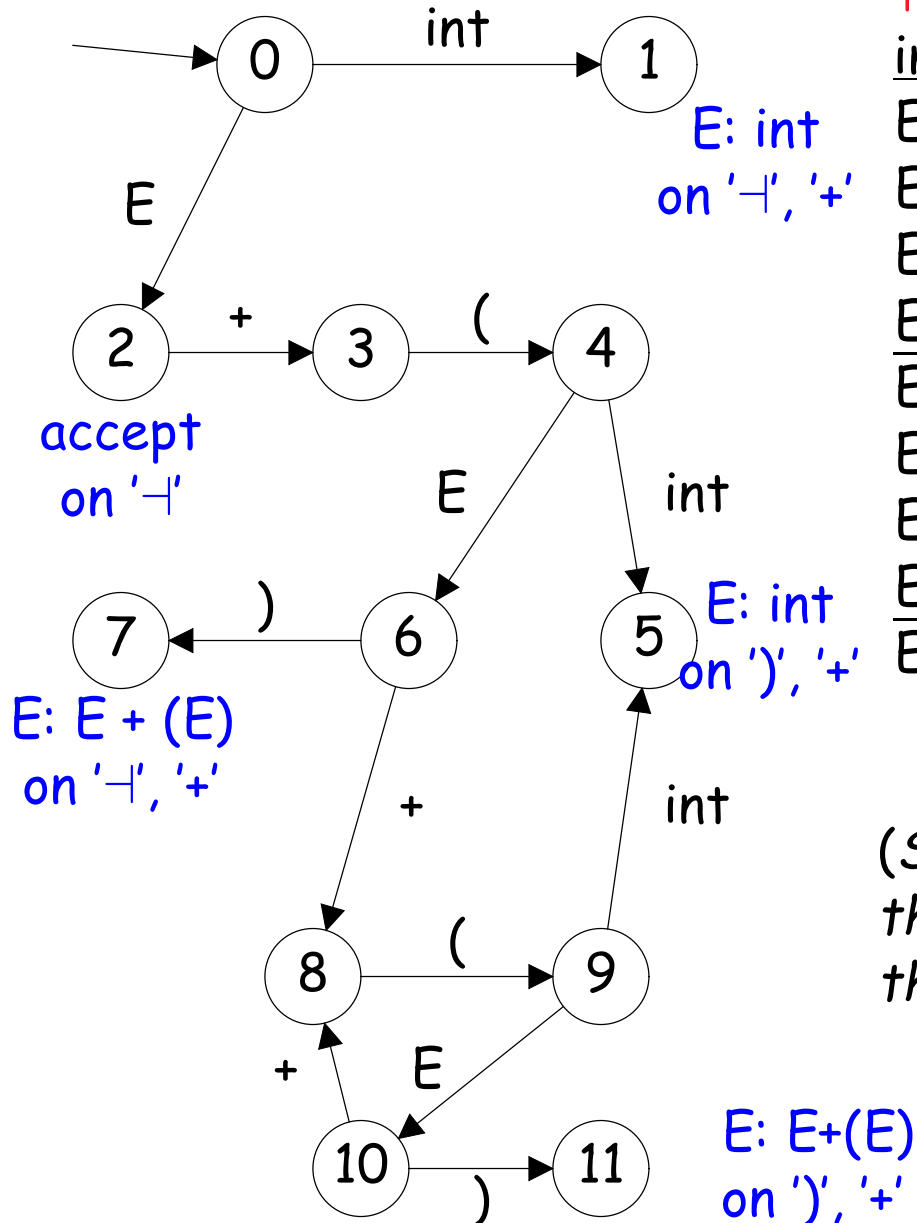 int
0
1
E: int
on '⊣', '+'
E
+
(
2
3
4
accept
on '⊣'
E
int
)
7
6
5
E: int
on ')', '+'
E: E + (E)
on '⊣', '+'
+
int
(
8
9
+
E
10
11
)
E: E+(E)
on ')', '+'
E
E
E
E
E
E
E
E
E